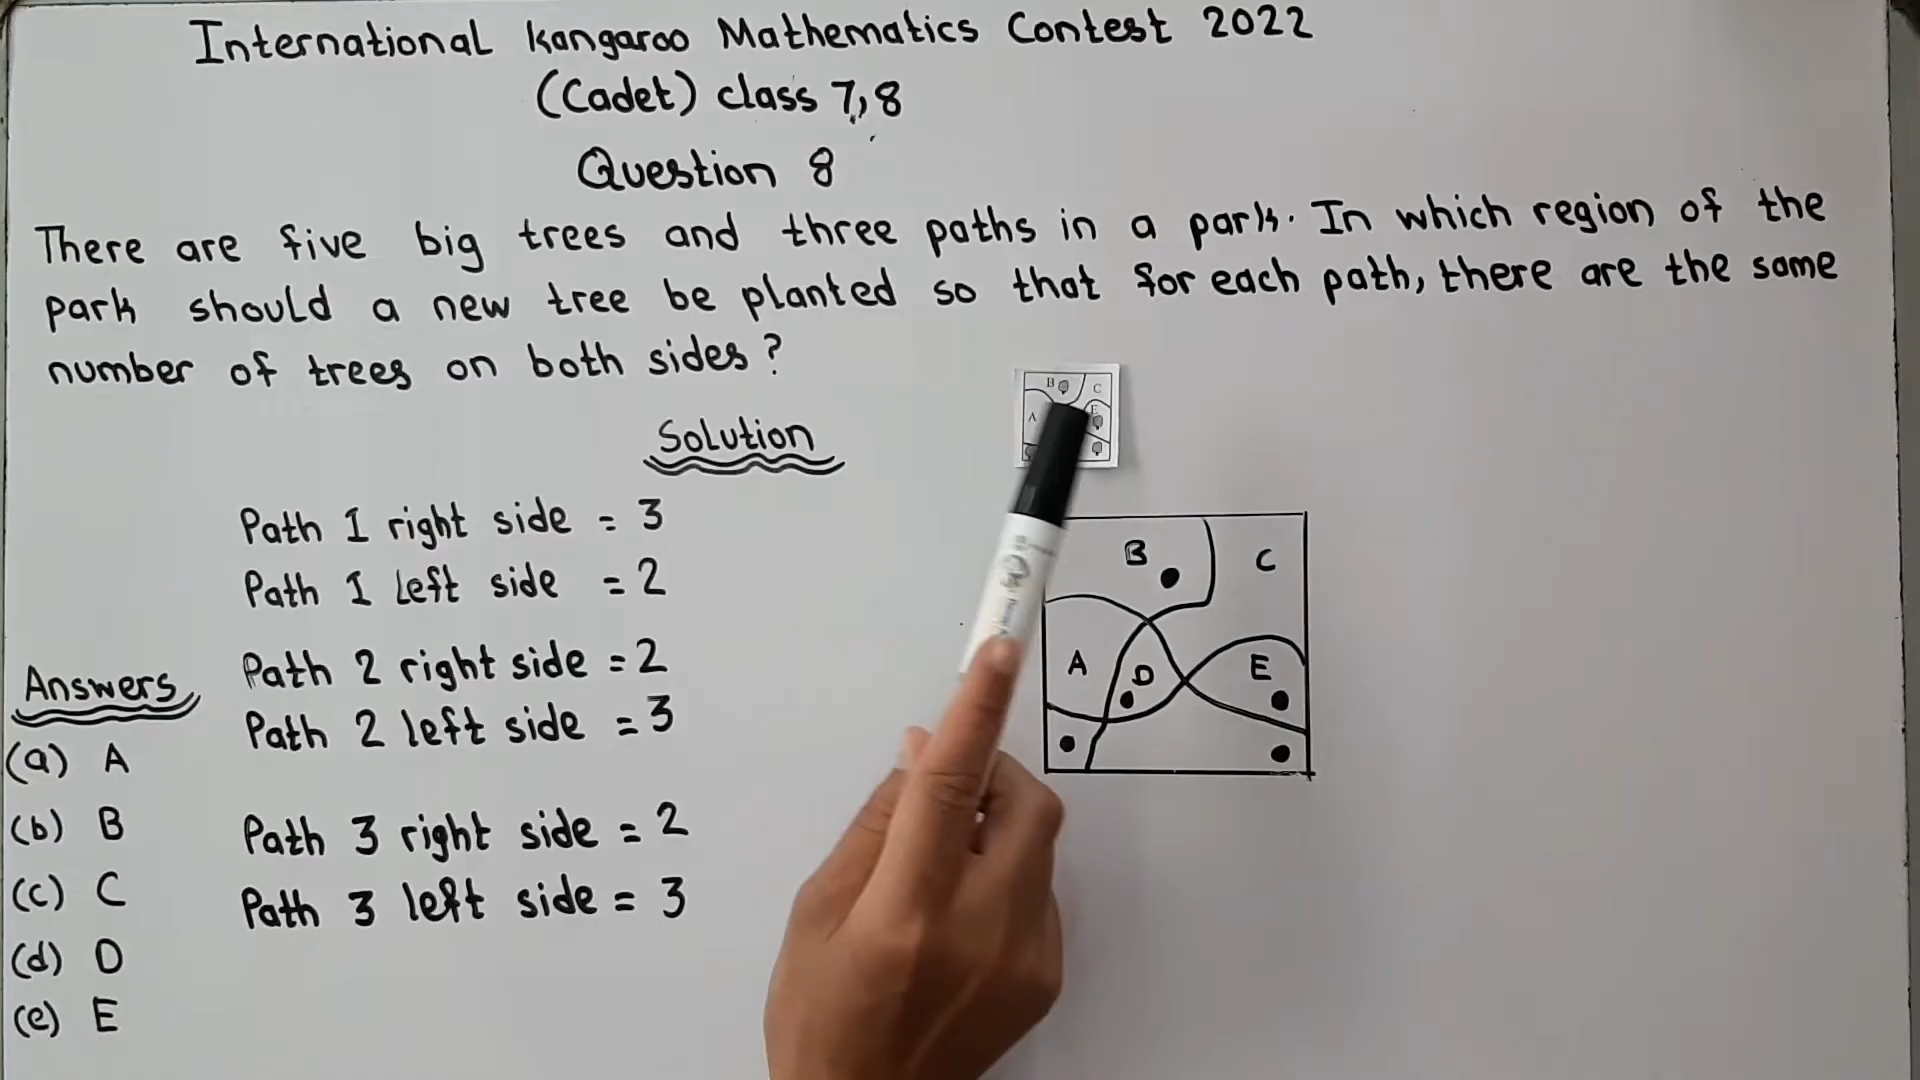 International Kangaroo Mathematics Contest 2022
(Cadet) class 7,8
Question 8
There are five big trees and three paths in a park. In which region of the
park should a new tree be planted so that for each path, there are the same
number of trees on both sides?
Solution
Path 1 right side = 3
Path 1 left side = 2
Path 2 right side = 2
Path 2 left side = 3
Path 3 right side = 2
Path 3 left side = 3
Answers
(a) A
(b) B
(c) C
(d) D
(e) E
B C
A E
B C
A D E